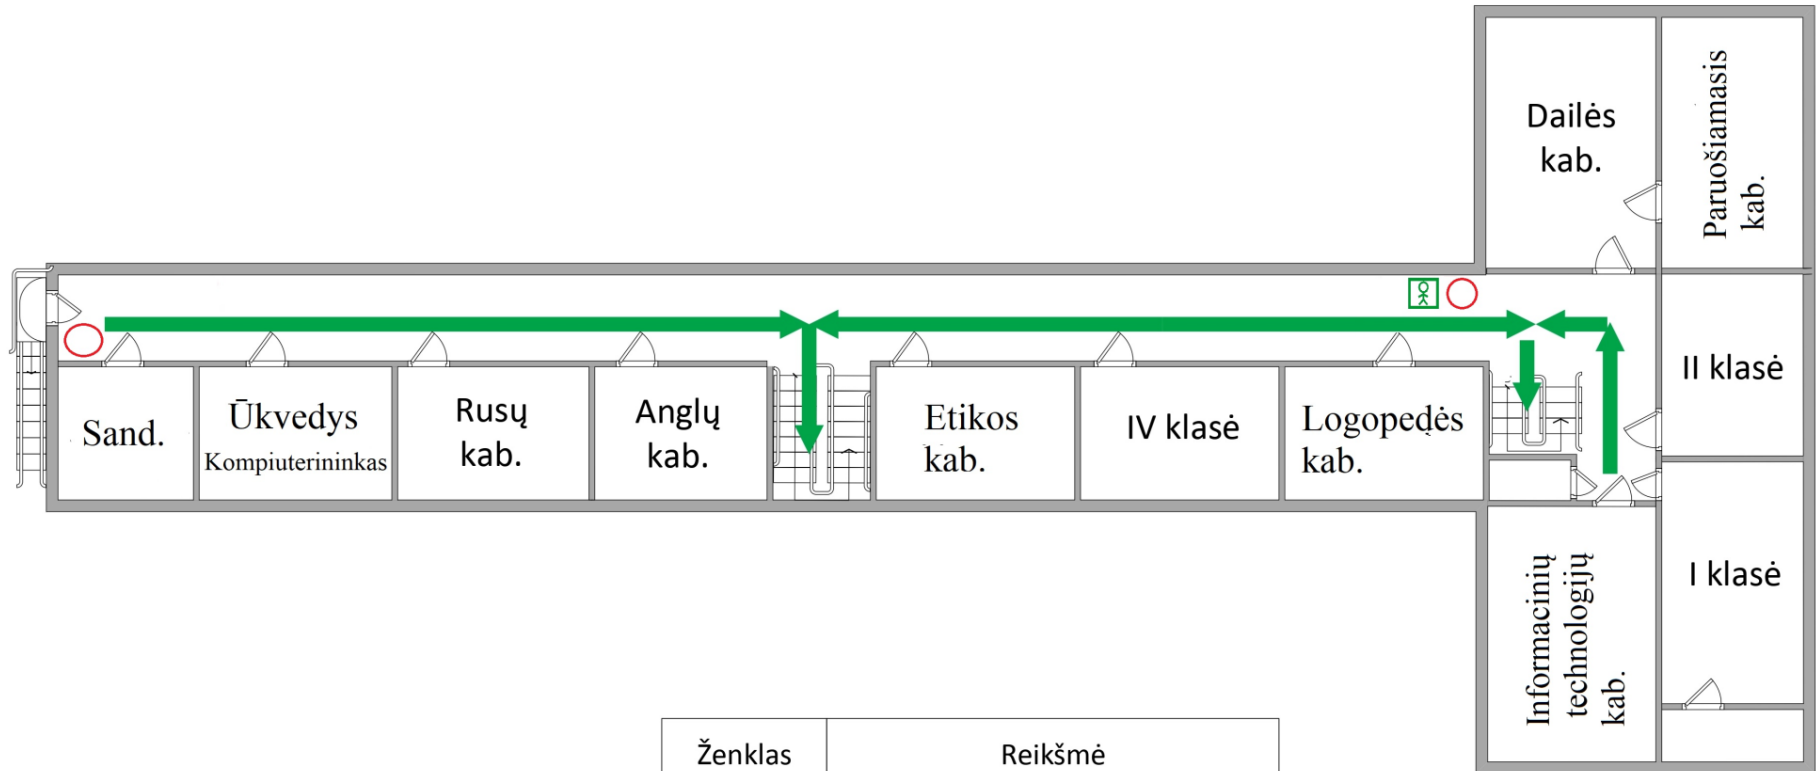 Dailės
kab.
Paruošiamasis
kab.
II klasė
Sand.
Ūkvedys
Kompiuterininkas
Rusų
kab.
Anglų
kab.
Etikos
kab.
IV klasė
Logopedės
kab.
I klasė
Informacinių
technologijų
kab.
Ženklas
Reikšmė